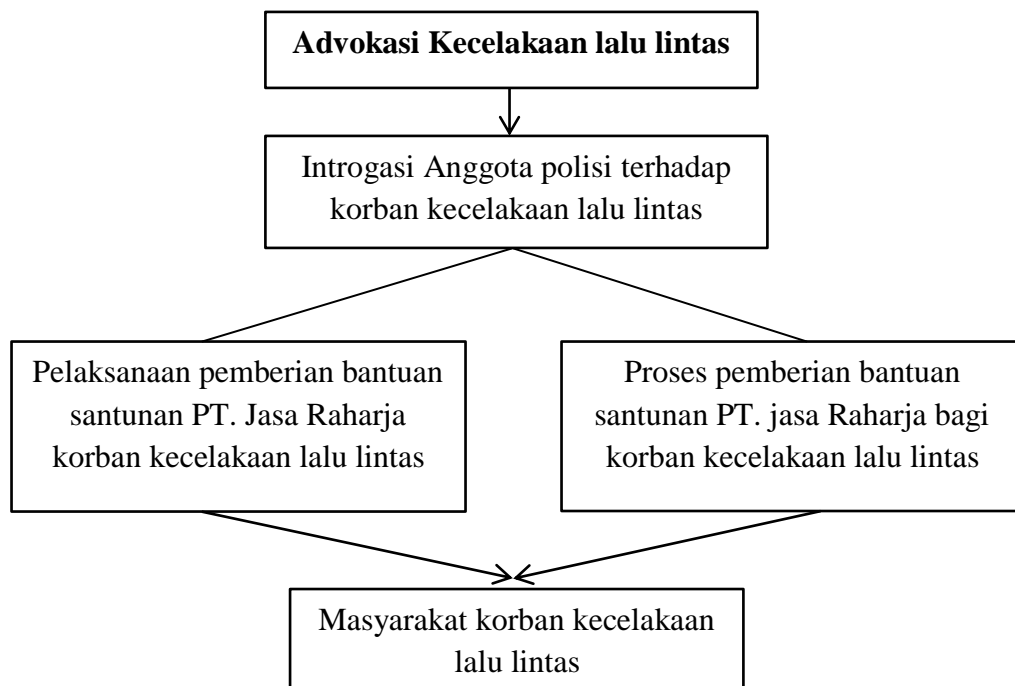 Advokasi Kecelakaan lalu lintas
Introgasi Anggota polisi terhadap
korban kecelakaan lalu lintas
Pelaksanaan pemberian bantuan
santunan PT. Jasa Raharja
korban kecelakaan lalu lintas
Proses pemberian bantuan
santunan PT. jasa Raharja bagi
korban kecelakaan lalu lintas
Masyarakat korban kecelakaan
lalu lintas